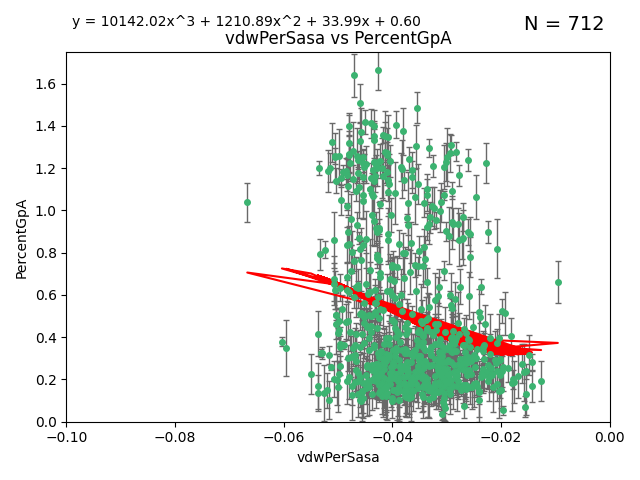 y = 10142.02x^3 + 1210.89x^2 + 33.99x + 0.60
N = 712
vdwPerSasa vs PercentGpA
PercentGpA
1.6
1.4
1.2
1.0
0.8
0.6
0.4
0.2
0.0
−0.10 −0.08 −0.06 −0.04 −0.02 0.00
vdwPerSasa